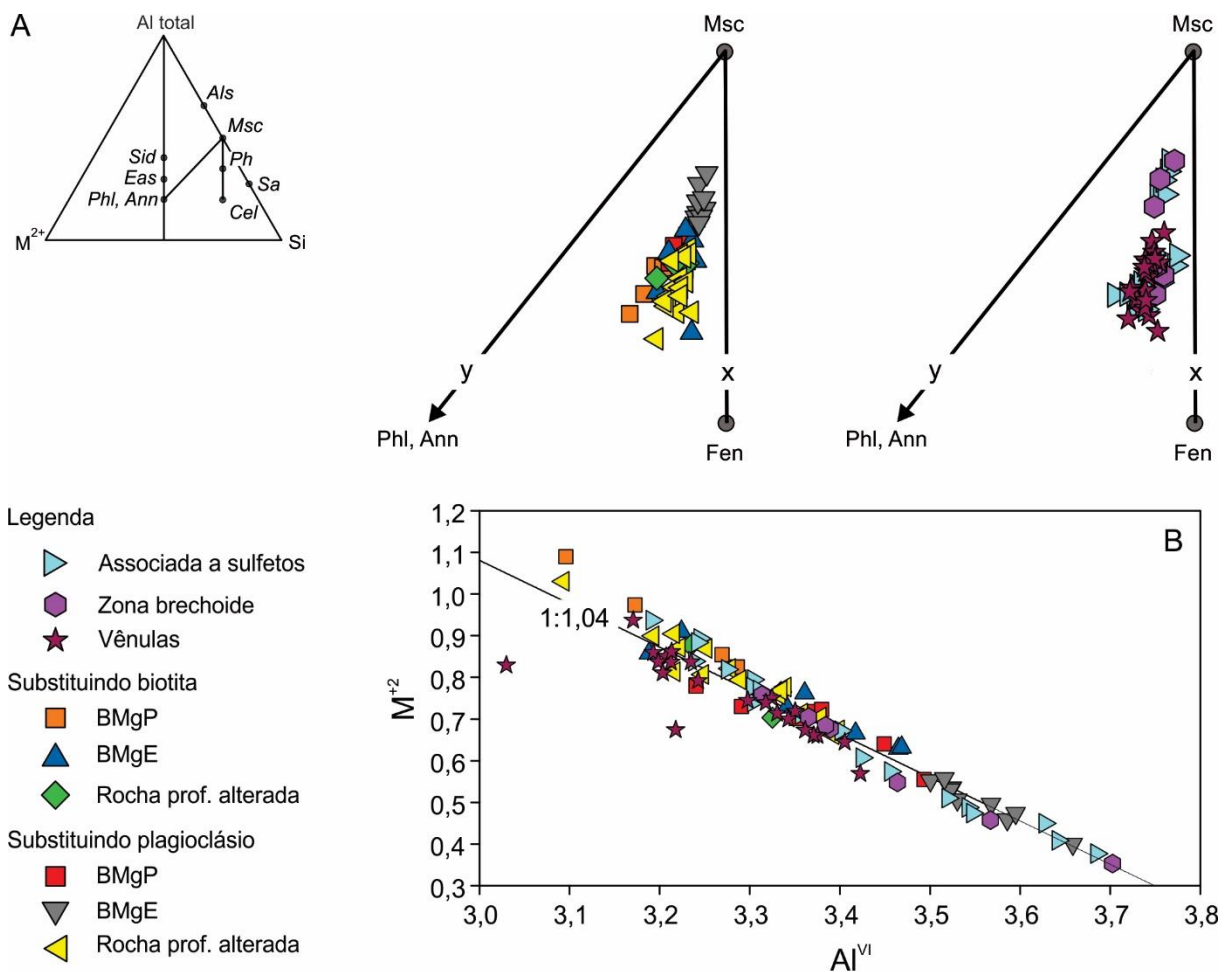 A
Al total
Als
Msc
Sid
Ph
Eas
Sa
Phl, Ann
Cel
M2+
Si
Msc
y
x
Phl, Ann
Fen
Msc
y
x
Phl, Ann
Fen
Legenda
Associada a sulfetos
Zona brechoide
Vênulas
Substituindo biotita
BMgP
BMgE
Rocha prof. alterada
Substituindo plagioclásio
BMgP
BMgE
Rocha prof. alterada
B
1:1,04
M+2
1,2
1,1
1,0
0,9
0,8
0,7
0,6
0,5
0,4
0,3
3,0 3,1 3,2 3,3 3,4 3,5 3,6 3,7 3,8
AlVI